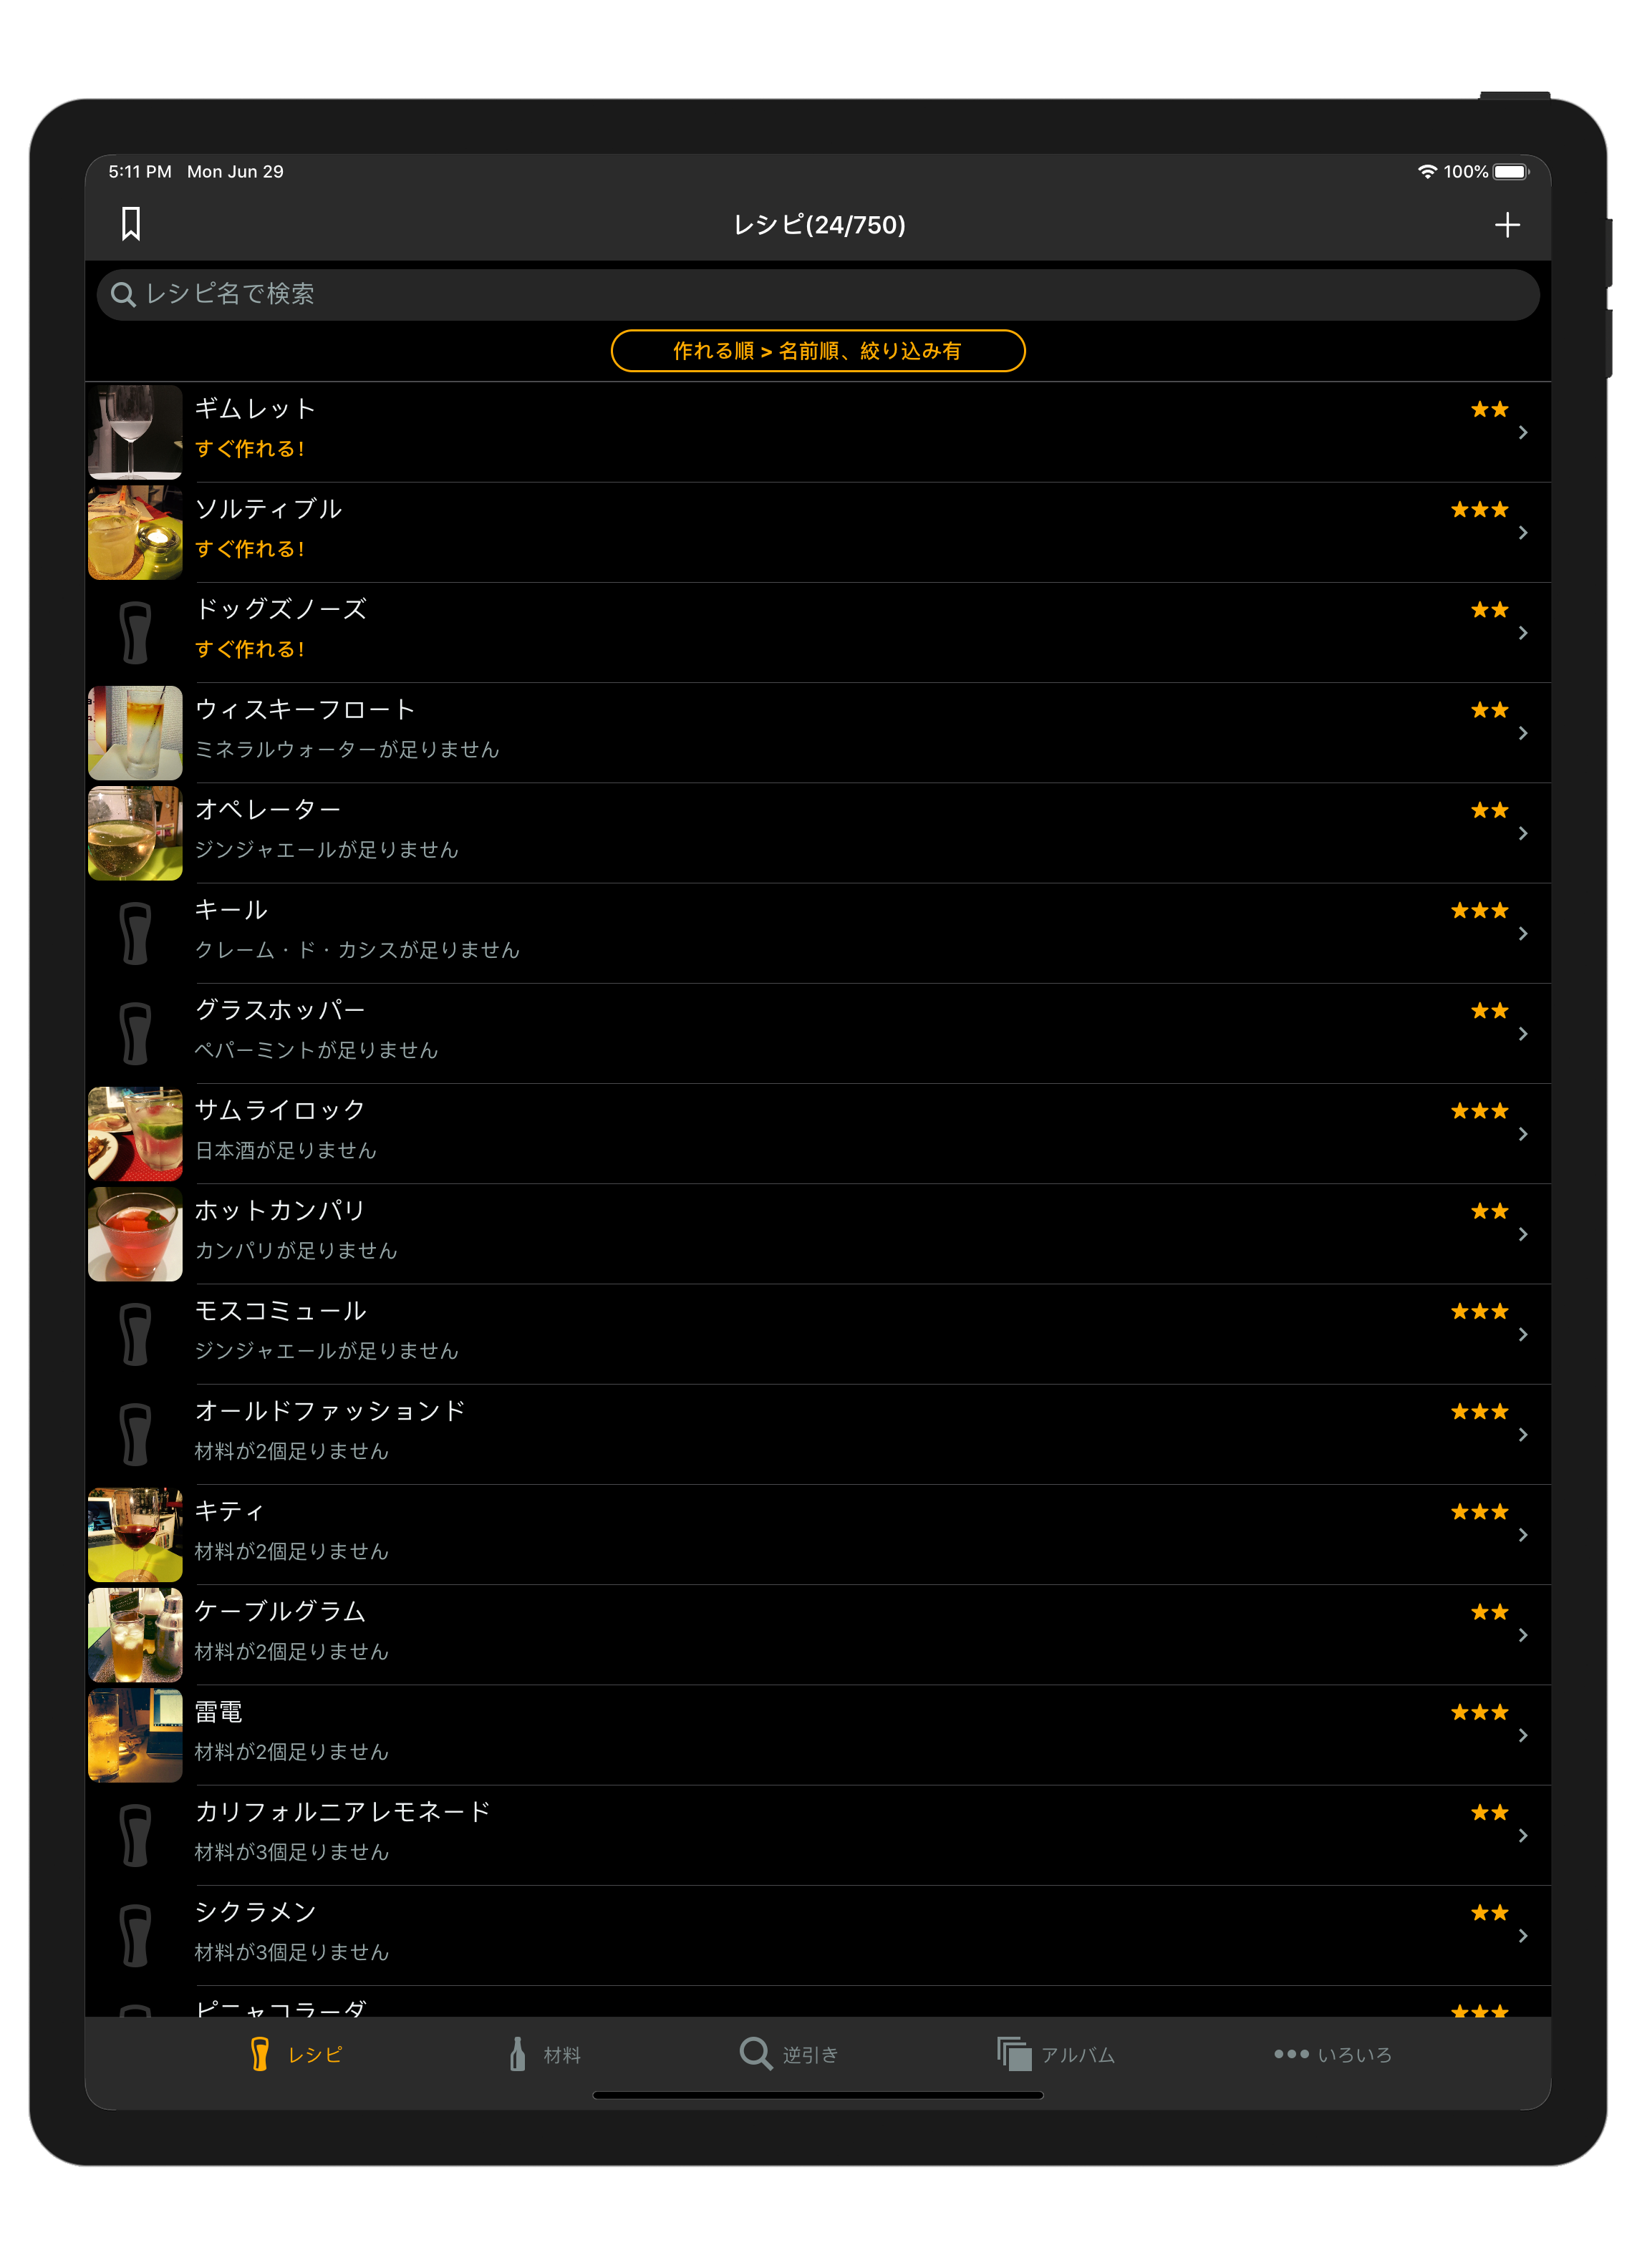 5:11 PM Mon Jun 29
100%
レシピ(24/750)
レシピ名で検索
作れる順 > 名前順、絞り込み有
ギムレット ★★
すぐ作れる!
ソルティブル ★★★
すぐ作れる!
ドッグズノーズ ★★
すぐ作れる!
ウィスキーフロート ★★
ミネラルウォーターが足りません
オペレーター ★★
ジンジャエールが足りません
キール ★★★
クレーム・ド・カシスが足りません
グラスホッパー ★★
ペパーミントが足りません
サムライロック ★★★
日本酒が足りません
ホットカンパリ ★★
カンパリが足りません
モスコミュール ★★★
ジンジャエールが足りません
オールドファッションド ★★★
材料が2個足りません
キティ ★★★
材料が2個足りません
ケーブルグラム ★★
材料が2個足りません
雷電 ★★★
材料が2個足りません
カリフォルニアレモネード ★★
材料が3個足りません
シクラメン ★★
材料が3個足りません
ピニャコラーダ ★★★
レシピ
材料
逆引き
アルバム
いろいろ